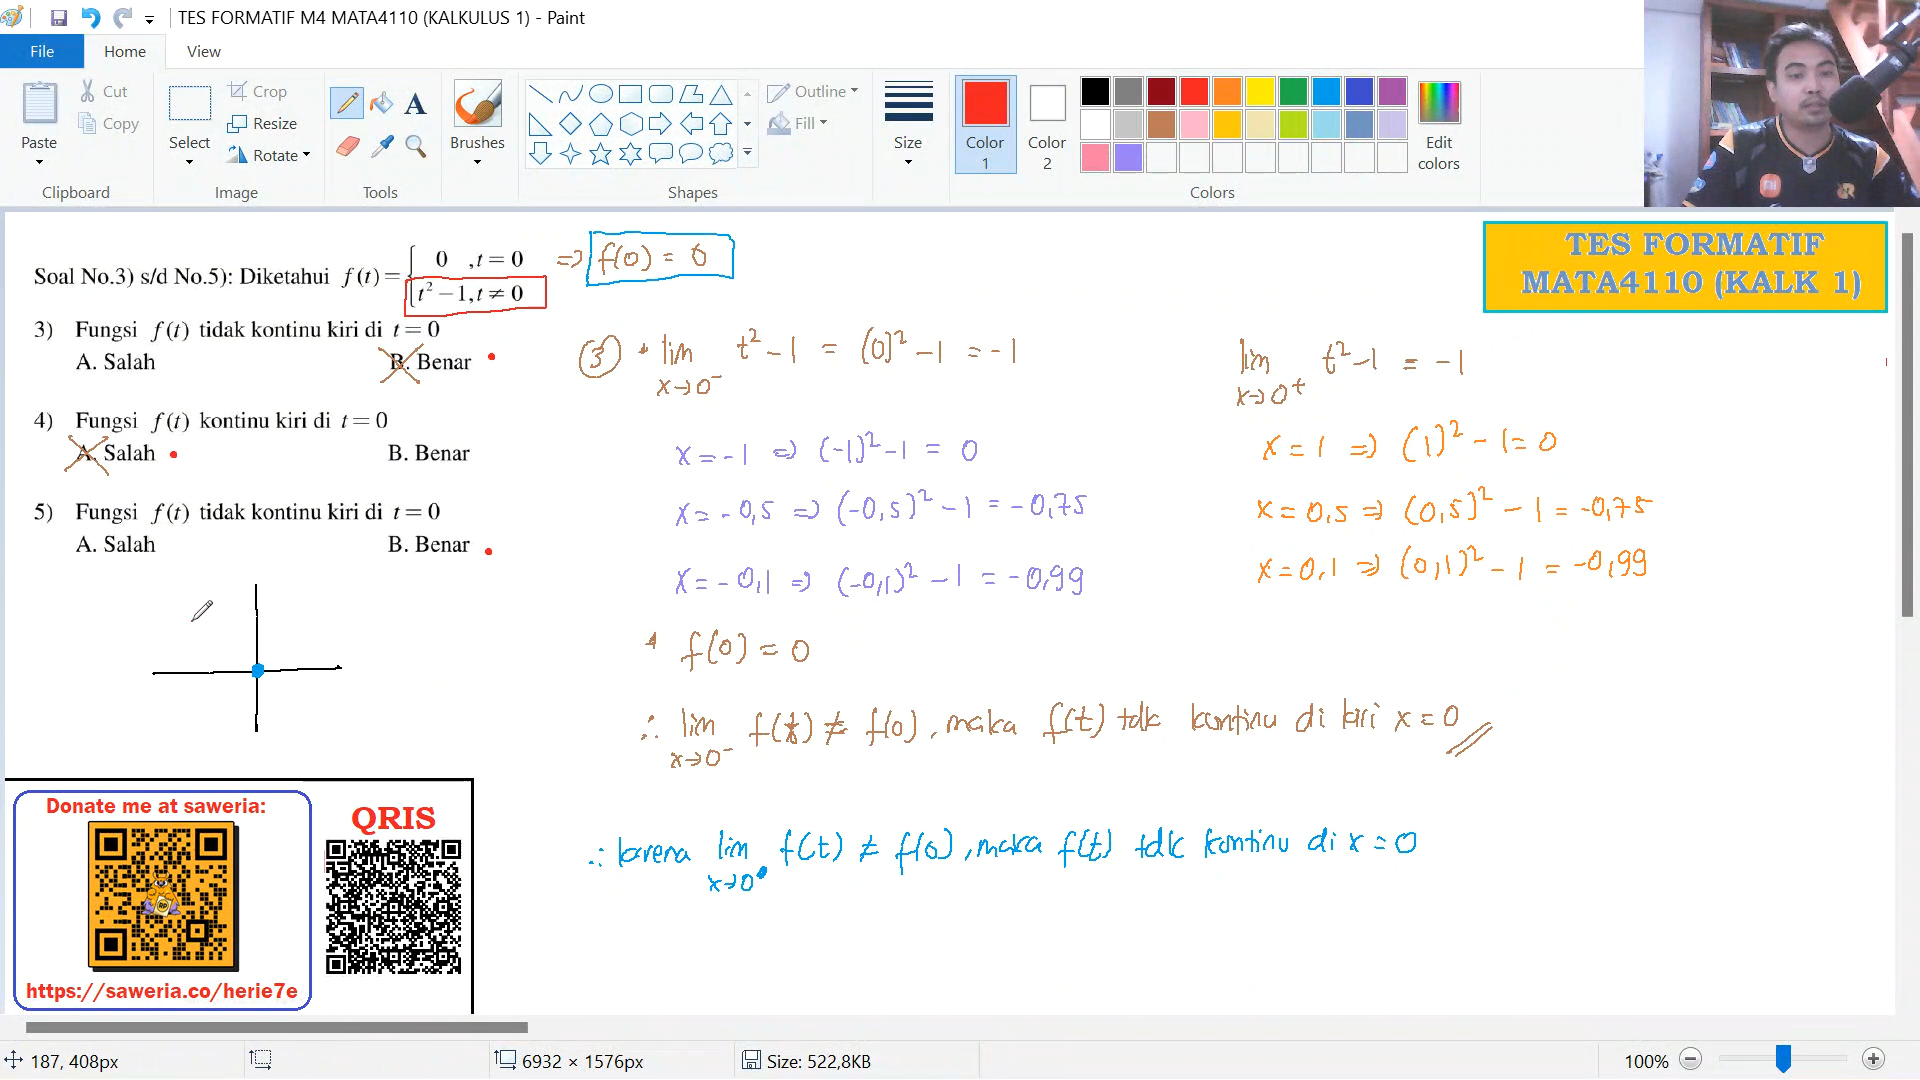 TES FORMATIF M4 MATA4110 (KALKULUS 1) - Paint
File Home View
Paste
Cut
Copy
Clipboard
Select
Crop
Resize
Rotate
Image
A
Tools
Brushes
Shapes
Outline
Fill
Size
Color 1
Color 2
Edit colors
Colors
TES FORMATIF
MATA4110 (KALK 1)
Soal No.3) s/d No.5): Diketahui f(t) = { 0 , t = 0
t² − 1, t ≠ 0
=> f(0) = 0
3) Fungsi f(t) tidak kontinu kiri di t = 0
A. Salah B. Benar
4) Fungsi f(t) kontinu kiri di t = 0
A. Salah B. Benar
5) Fungsi f(t) tidak kontinu kiri di t = 0
A. Salah B. Benar
③ • lim x→0⁻ t² − 1 = (0)² − 1 = −1
x = −1 => (−1)² − 1 = 0
x = −0,5 => (−0,5)² − 1 = −0,75
x = −0,1 => (−0,1)² − 1 = −0,99
• f(0) = 0
∴ lim x→0⁻ f(t) ≠ f(0), maka f(t) tdk kontinu di kiri x = 0
lim x→0⁺ t² − 1 = −1
x = 1 => (1)² − 1 = 0
x = 0,5 => (0,5)² − 1 = −0,75
x = 0,1 => (0,1)² − 1 = −0,99
∴ karena lim x→0 f(t) ≠ f(0), maka f(t) tdk kontinu di x = 0
Donate me at saweria:
RP
https://saweria.co/herie7e
QRIS
187, 408px
6932 × 1576px
Size: 522,8KB
100%